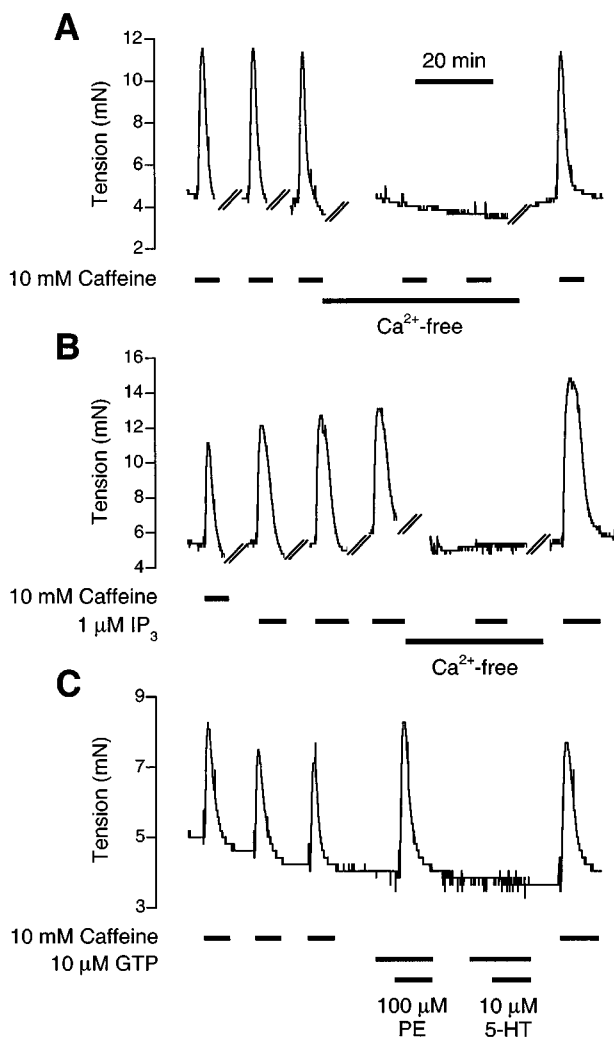 A
12
10
8
6
4
2
Tension (mN)
20 min
10 mM Caffeine
Ca²⁺-free
B
16
14
12
10
8
6
4
Tension (mN)
10 mM Caffeine
1 μM IP₃
Ca²⁺-free
C
9
7
5
3
Tension (mN)
10 mM Caffeine
10 μM GTP
100 μM
PE
10 μM
5-HT